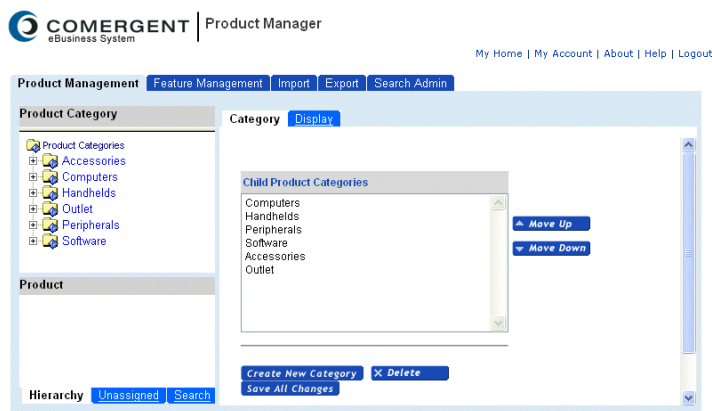 COMERGENT
eBusiness System
Product Manager
My Home | My Account | About | Help | Logout
Product Management Feature Management Import Export Search Admin
Product Category
Product Categories
Accessories
Computers
Handhelds
Outlet
Peripherals
Software
Product
Hierarchy Unassigned Search
Category Display
Child Product Categories
Computers
Handhelds
Peripherals
Software
Accessories
Outlet
Move Up
Move Down
Create New Category X Delete
Save All Changes